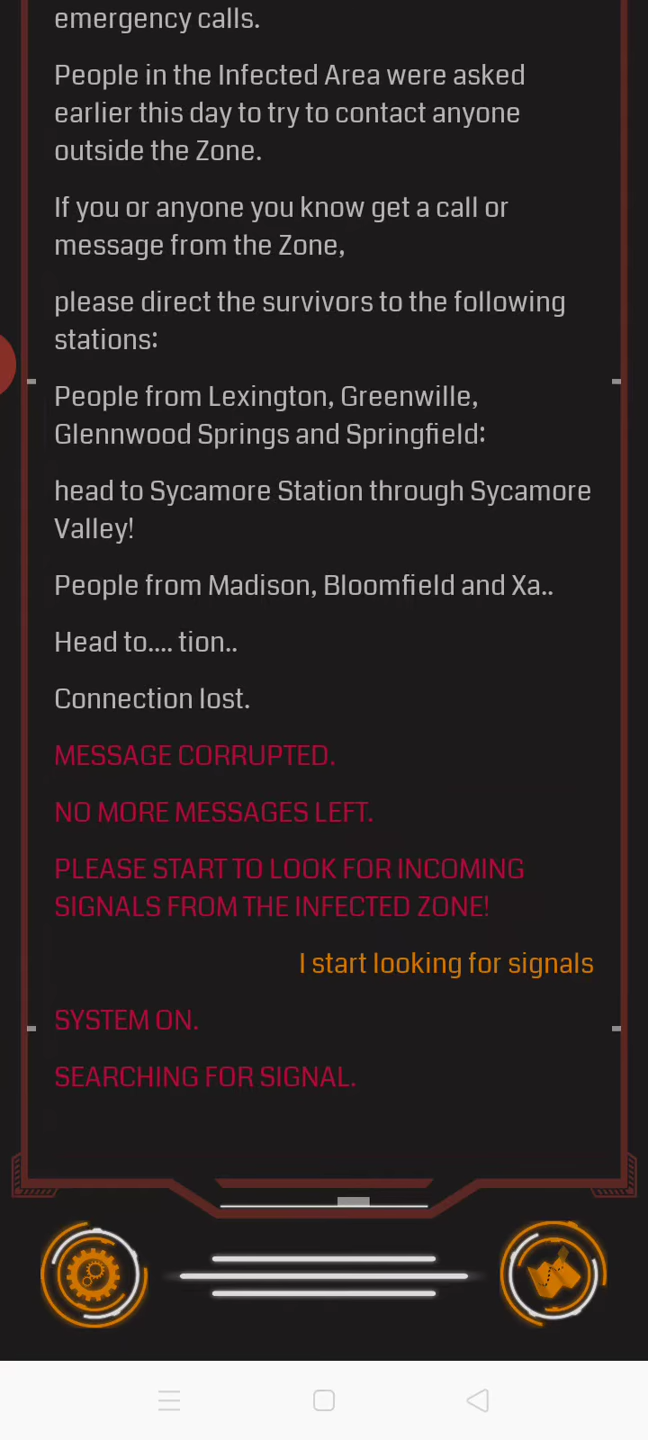 emergency calls.
People in the Infected Area were asked
earlier this day to try to contact anyone
outside the Zone.
If you or anyone you know get a call or
message from the Zone,
please direct the survivors to the following
stations:
People from Lexington, Greenwille,
Glennwood Springs and Springfield:
head to Sycamore Station through Sycamore
Valley!
People from Madison, Bloomfield and Xa..
Head to.... tion..
Connection lost.
MESSAGE CORRUPTED.
NO MORE MESSAGES LEFT.
PLEASE START TO LOOK FOR INCOMING
SIGNALS FROM THE INFECTED ZONE!
I start looking for signals
SYSTEM ON.
SEARCHING FOR SIGNAL.